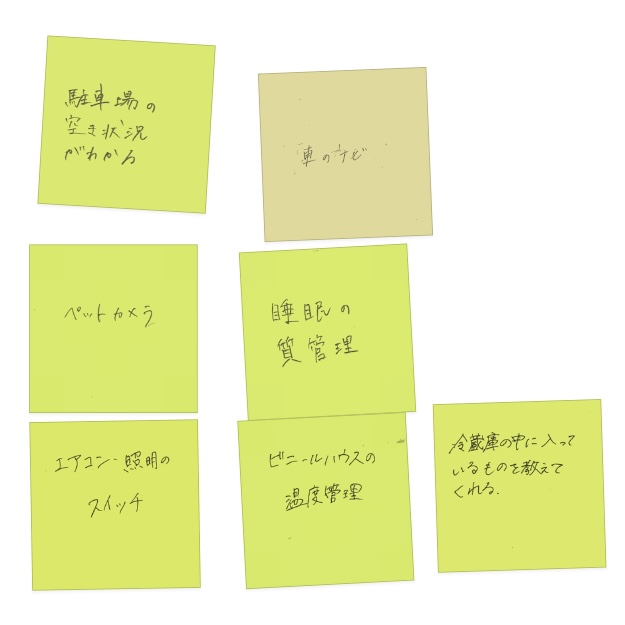 駐車場の
空き状況
がわかる
車のナビ
ペットカメラ
睡眠の
質管理
エアコン・照明の
スイッチ
ビニールハウスの
温度管理
冷蔵庫の中に入って
いるものを教えて
くれる.